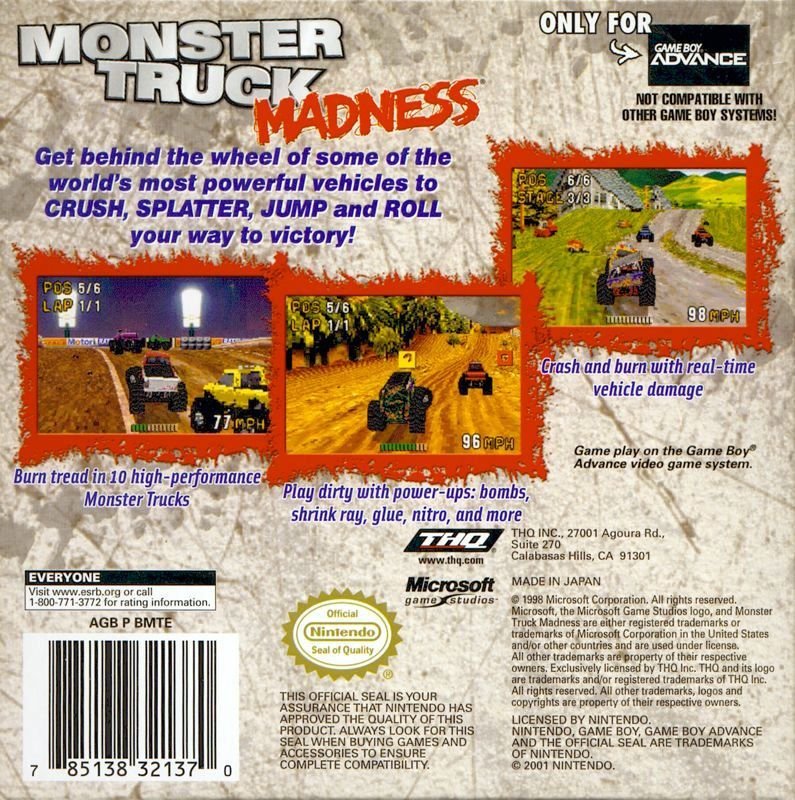 MONSTER
TRUCK
MADNESS®
ONLY FOR
GAME BOY
ADVANCE
NOT COMPATIBLE WITH
OTHER GAME BOY SYSTEMS!
Get behind the wheel of some of the
world's most powerful vehicles to
CRUSH, SPLATTER, JUMP and ROLL
your way to victory!
POS 6/6
STAGE 3/3
98 MPH
Crash and burn with real-time
vehicle damage
POS 5/6
LAP 1/1
Motori
77 MPH
Burn tread in 10 high-performance
Monster Trucks
POS 5/6
LAP 1/1
96 MPH
Play dirty with power-ups: bombs,
shrink ray, glue, nitro, and more
Game play on the Game Boy®
Advance video game system.
THQ
www.thq.com
THQ INC., 27001 Agoura Rd.,
Suite 270
Calabasas Hills, CA 91301
Microsoft
game studios™
MADE IN JAPAN
© 1998 Microsoft Corporation. All rights reserved.
Microsoft, the Microsoft Game Studios logo, and Monster
Truck Madness are either registered trademarks or
trademarks of Microsoft Corporation in the United States
and/or other countries and are used under license.
All other trademarks are property of their respective
owners. Exclusively licensed by THQ Inc. THQ and its logo
are trademarks and/or registered trademarks of THQ Inc.
All rights reserved. All other trademarks, logos and
copyrights are property of their respective owners.
LICENSED BY NINTENDO.
NINTENDO, GAME BOY, GAME BOY ADVANCE
AND THE OFFICIAL SEAL ARE TRADEMARKS
OF NINTENDO.
© 2001 NINTENDO.
EVERYONE
Visit www.esrb.org or call
1-800-771-3772 for rating information.
AGB P BMTE
7 85138 32137 0
Official
Nintendo
Seal of Quality
®
THIS OFFICIAL SEAL IS YOUR
ASSURANCE THAT NINTENDO HAS
APPROVED THE QUALITY OF THIS
PRODUCT. ALWAYS LOOK FOR THIS
SEAL WHEN BUYING GAMES AND
ACCESSORIES TO ENSURE
COMPLETE COMPATIBILITY.